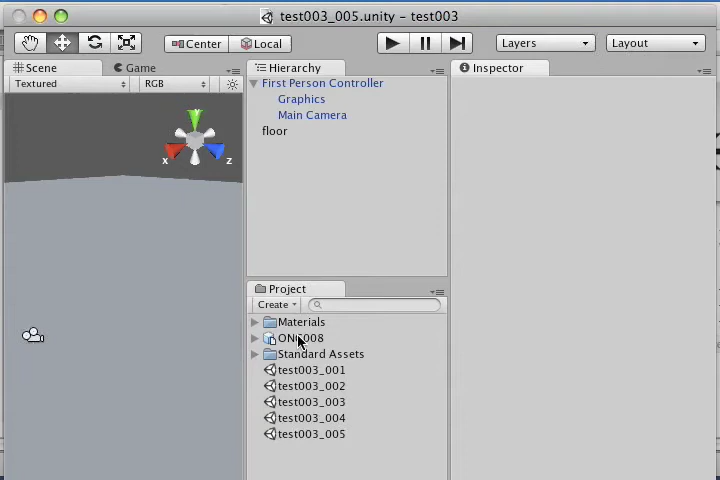 test003_005.unity – test003
Center
Local
Layers
Layout
Scene
Game
Hierarchy
Inspector
Textured
RGB
First Person Controller
Graphics
Main Camera
floor
x
z
Project
Create
Materials
008
Standard Assets
test003_001
test003_002
test003_003
test003_004
test003_005